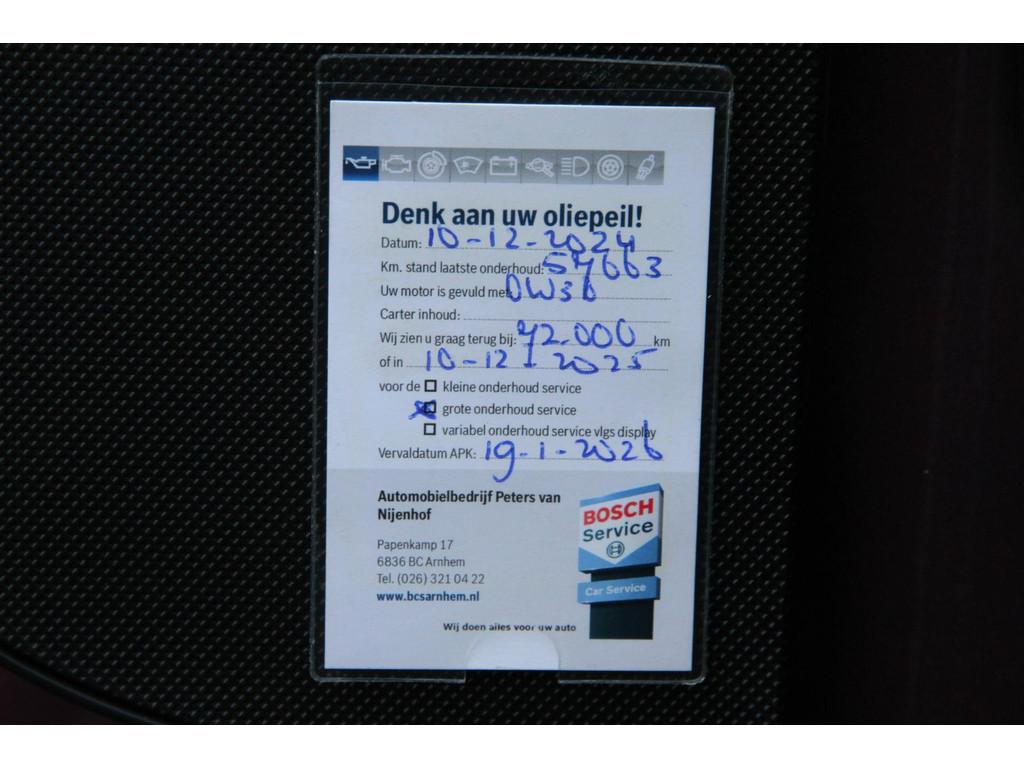 Denk aan uw oliepeil!
Datum: 10-12-2024
Km. stand laatste onderhoud: 57663
Uw motor is gevuld met: 0W30
Carter inhoud:
Wij zien u graag terug bij: 72.000 km
of in 10-12-2025
voor de kleine onderhoud service
grote onderhoud service
variabel onderhoud service vlgs display
Vervaldatum APK: 19-1-2026
Automobielbedrijf Peters van
Nijenhof
Papenkamp 17
6836 BC Arnhem
Tel. (026) 321 04 22
www.bcsarnhem.nl
BOSCH
Service
Car Service
Wij doen alles voor uw auto